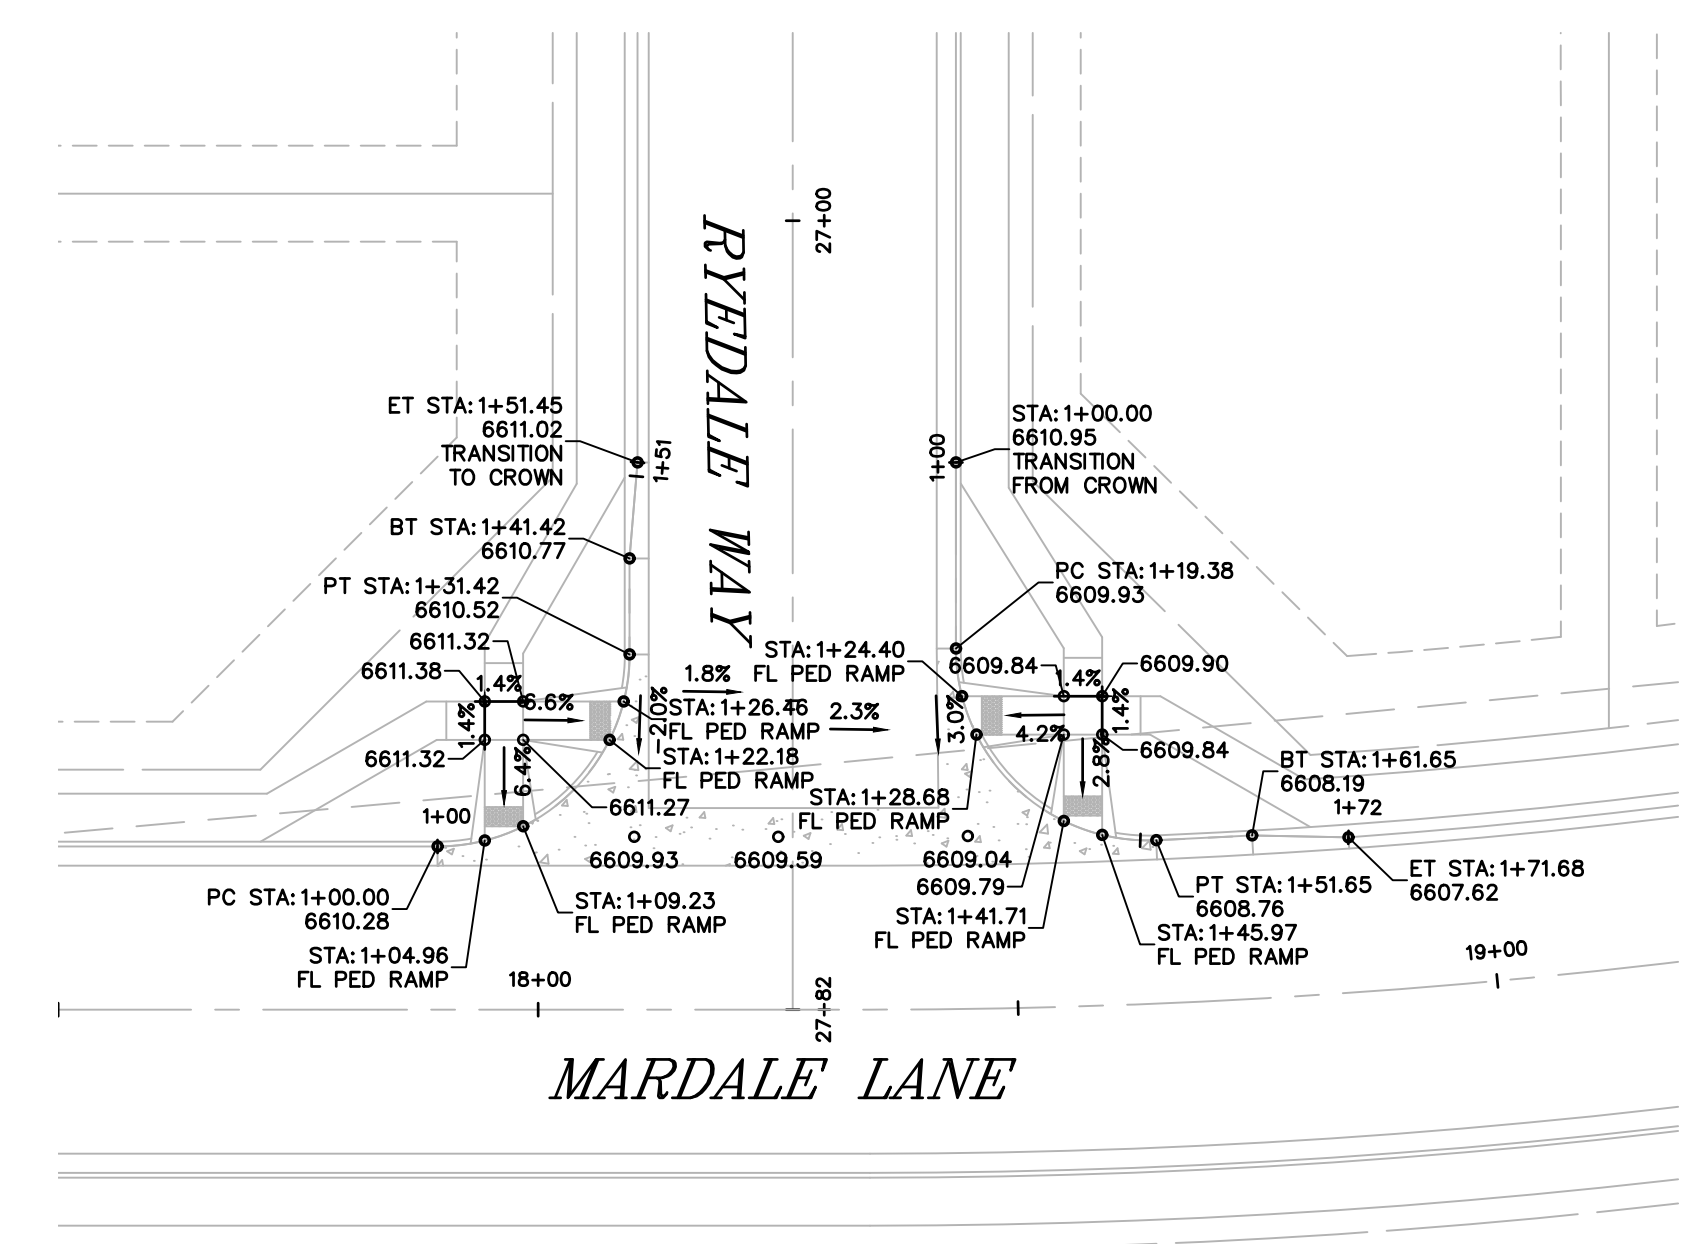 27+00
RYEDALE WAY
ET STA:1+51.45
6611.02
TRANSITION
TO CROWN
1+51
1+00
STA:1+00.00
6610.95
TRANSITION
FROM CROWN
BT STA:1+41.42
6610.77
PT STA:1+31.42
6610.52
PC STA:1+19.38
6609.93
6611.32
6611.38
1.4%
6.6%
1.4%
6611.32
6.4%
6611.27
1.8%
-2.0%
STA:1+26.46
FL PED RAMP
2.3%
STA:1+22.18
FL PED RAMP
STA:1+24.40
FL PED RAMP
6609.84
6609.90
1.4%
1.4%
3.0%
4.2%
2.8%
6609.84
STA:1+28.68
FL PED RAMP
BT STA:1+61.65
6608.19
1+72
1+00
6609.93
6609.59
6609.04
6609.79
PC STA:1+00.00
6610.28
STA:1+09.23
FL PED RAMP
STA:1+04.96
FL PED RAMP
STA:1+41.71
FL PED RAMP
PT STA:1+51.65
6608.76
ET STA:1+71.68
6607.62
STA:1+45.97
FL PED RAMP
18+00
27+82
19+00
MARDALE LANE